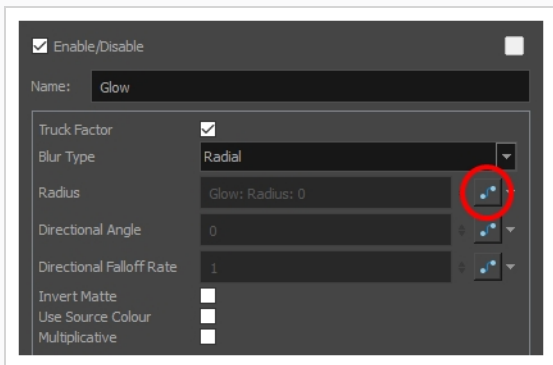 Enable/Disable
Name: Glow
Truck Factor
Blur Type Radial
Radius Glow: Radius: 0
Directional Angle 0
Directional Falloff Rate 1
Invert Matte
Use Source Colour
Multiplicative